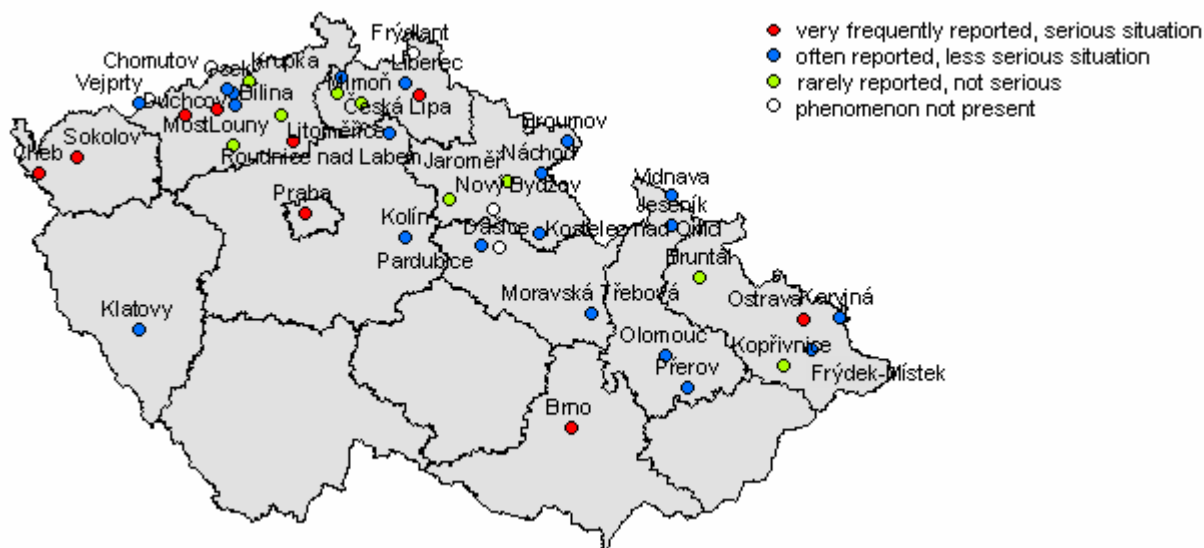 Frýdlant
very frequently reported, serious situation
often reported, less serious situation
rarely reported, not serious
phenomenon not present
Chomutov
Osek
Krupka
Liberec
Vejprty
Mimoň
Duchcov
Bílina
Česká Lípa
Most
Louny
Litoměřice
Broumov
Sokolov
Cheb
Roudnice nad Labem
Jaroměř
Náchod
Vidnava
Praha
Nový Bydžov
Jeseník
Kolín
Dašice
Kostelec nad Orlicí
Pardubice
Bruntál
Klatovy
Moravská Třebová
Ostrava
Karviná
Olomouc
Kopřivnice
Přerov
Frýdek-Místek
Brno